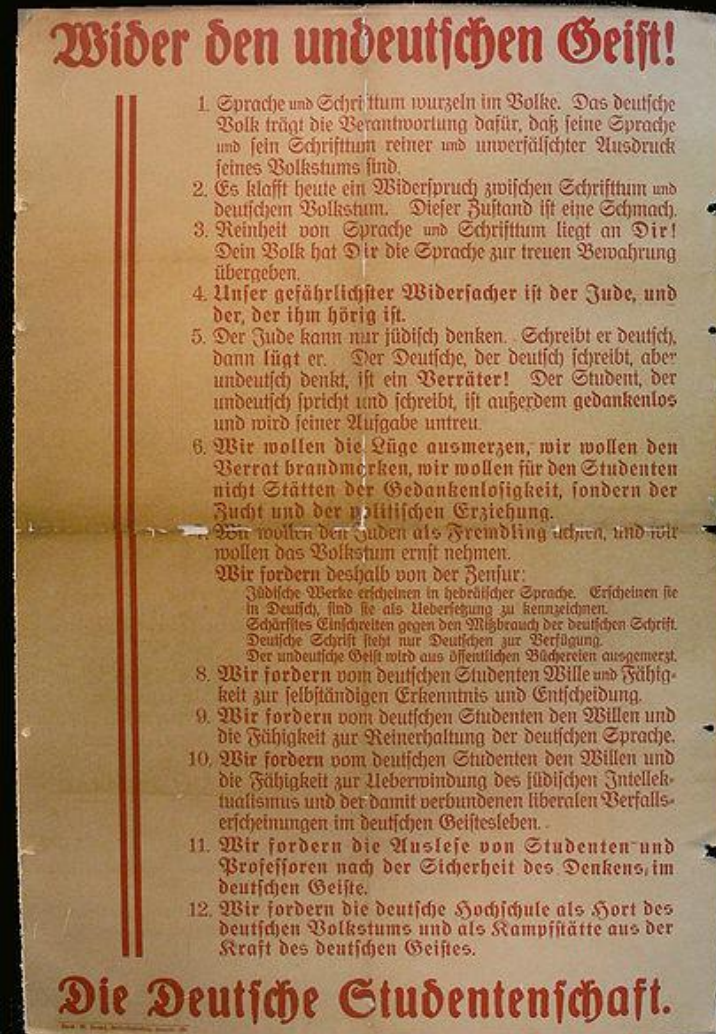 Wider den undeutschen Geist!
1. Sprache und Schrifttum wurzeln im Volke. Das deutsche
Volk trägt die Verantwortung dafür, daß seine Sprache
und sein Schrifttum reiner und unverfälschter Ausdruck
seines Volkstums sind.
2. Es klafft heute ein Widerspruch zwischen Schrifttum und
deutschem Volkstum. Dieser Zustand ist eine Schmach.
3. Reinheit von Sprache und Schrifttum liegt an Dir!
Dein Volk hat Dir die Sprache zur treuen Bewahrung
übergeben.
4. Unser gefährlichster Widersacher ist der Jude, und
der, der ihm hörig ist.
5. Der Jude kann nur jüdisch denken. Schreibt er deutsch,
dann lügt er. Der Deutsche, der deutsch schreibt, aber
undeutsch denkt, ist ein Verräter! Der Student, der
undeutsch spricht und schreibt, ist außerdem gedankenlos
und wird seiner Aufgabe untreu.
6. Wir wollen die Lüge ausmerzen, wir wollen den
Verrat brandmarken, wir wollen für den Studenten
nicht Stätten der Gedankenlosigkeit, sondern der
Zucht und der politischen Erziehung.
7. Wir wollen den Juden als Fremdling achten, und wir
wollen das Volkstum ernst nehmen.
Wir fordern deshalb von der Zensur:
Jüdische Werke erscheinen in hebräischer Sprache. Erscheinen sie
in Deutsch, sind sie als Uebersetzung zu kennzeichnen.
Schärfstes Einschreiten gegen den Mißbrauch der deutschen Schrift.
Deutsche Schrift steht nur Deutschen zur Verfügung.
Der undeutsche Geist wird aus öffentlichen Büchereien ausgemerzt.
8. Wir fordern vom deutschen Studenten Wille und Fähig-
keit zur selbständigen Erkenntnis und Entscheidung.
9. Wir fordern vom deutschen Studenten den Willen und
die Fähigkeit zur Reinerhaltung der deutschen Sprache.
10. Wir fordern vom deutschen Studenten den Willen und
die Fähigkeit zur Ueberwindung des jüdischen Intellek-
tualismus und der damit verbundenen liberalen Verfalls-
erscheinungen im deutschen Geistesleben.
11. Wir fordern die Auslese von Studenten und
Professoren nach der Sicherheit des Denkens im
deutschen Geiste.
12. Wir fordern die deutsche Hochschule als Hort des
deutschen Volkstums und als Kampfstätte aus der
Kraft des deutschen Geistes.
Die Deutsche Studentenschaft.